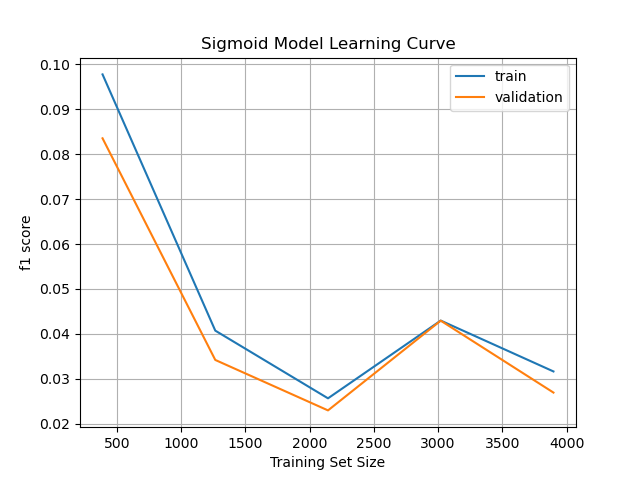 Sigmoid Model Learning Curve
train
validation
f1 score
0.10
0.09
0.08
0.07
0.06
0.05
0.04
0.03
0.02
500 1000 1500 2000 2500 3000 3500 4000
Training Set Size